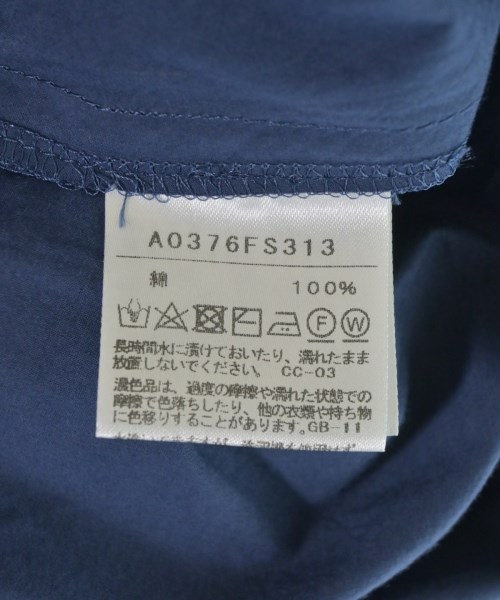 A0376FS313
綿 100%
F W
長時間水に漬けておいたり、濡れたまま
放置しないでください。 CC-03
濃色品は、過度の摩擦や濡れた状態での
摩擦で色落ちしたり、他の衣類や持ち物
に色移りすることがあります。GB-11